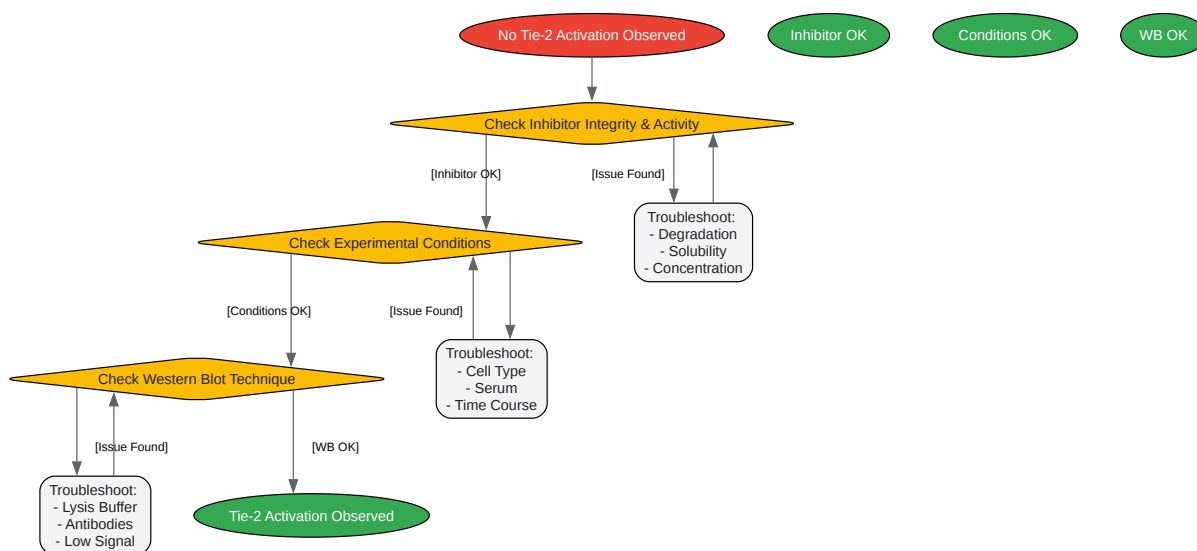 No Tie-2 Activation Observed
Inhibitor OK
Conditions OK
WB OK
Check Inhibitor Integrity & Activity
[Inhibitor OK]
[Issue Found]
Troubleshoot:
- Degradation
- Solubility
- Concentration
Check Experimental Conditions
[Conditions OK]
[Issue Found]
Troubleshoot:
- Cell Type
- Serum
- Time Course
Check Western Blot Technique
[Issue Found]
[WB OK]
Troubleshoot:
- Lysis Buffer
- Antibodies
- Low Signal
Tie-2 Activation Observed